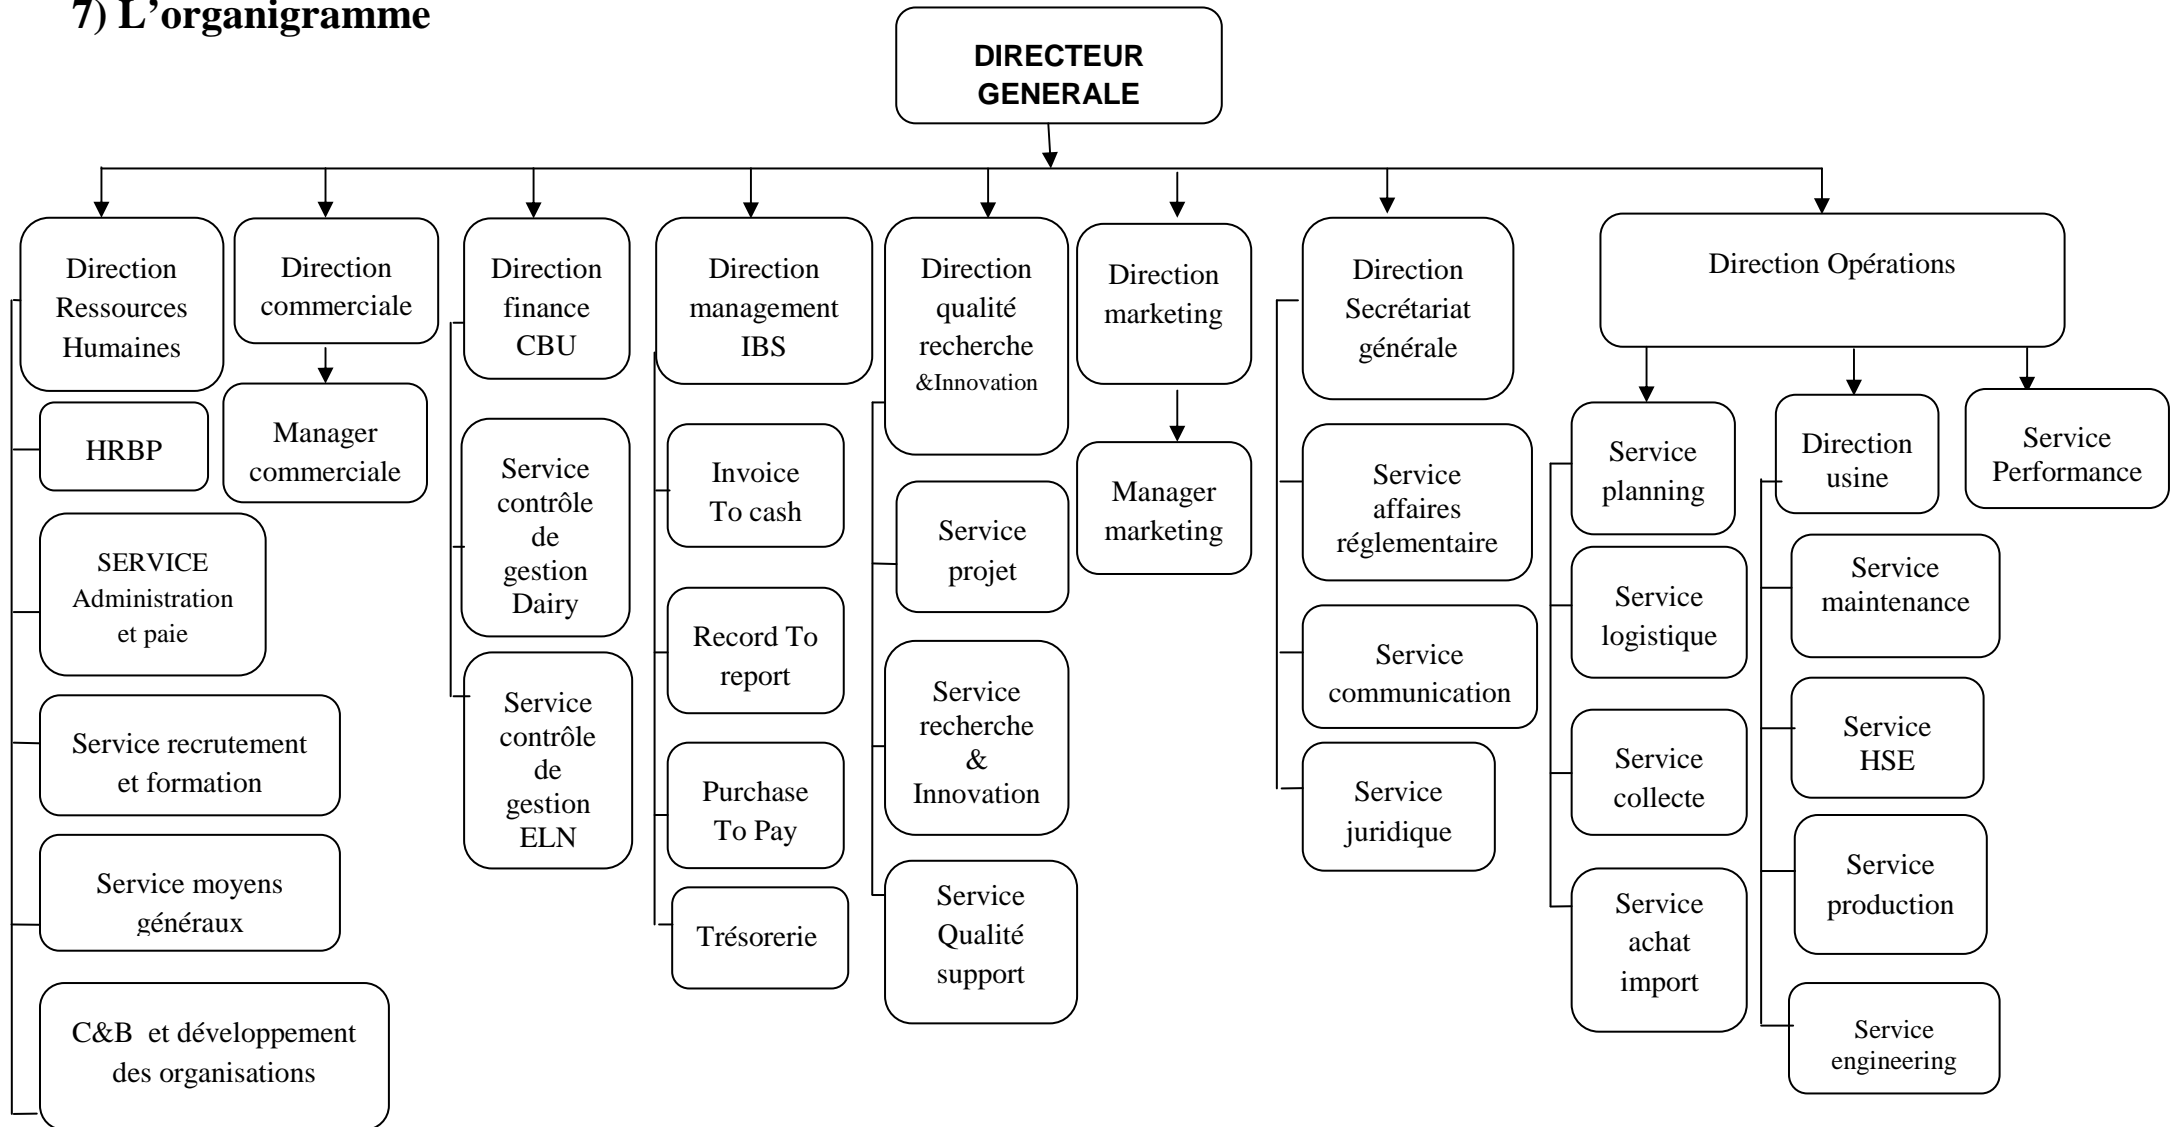 7) L'organigramme
DIRECTEUR
GENERALE
Direction
Ressources
Humaines
HRBP
SERVICE
Administration
et paie
Service recrutement
et formation
Service moyens
généraux
C&B  et développement
des organisations
Direction
commerciale
Manager
commerciale
Direction
finance
CBU
Service
contrôle
de
gestion
Dairy
Service
contrôle
de
gestion
ELN
Direction
management
IBS
Invoice
To cash
Record To
report
Purchase
To Pay
Trésorerie
Direction
qualité
recherche
&Innovation
Service
projet
Service
recherche
&
Innovation
Service
Qualité
support
Direction
marketing
Manager
marketing
Direction
Secrétariat
générale
Service
affaires
réglementaire
Service
communication
Service
juridique
Direction Opérations
Service
planning
Service
logistique
Service
collecte
Service
achat
import
Direction
usine
Service
maintenance
Service
HSE
Service
production
Service
engineering
Service
Performance